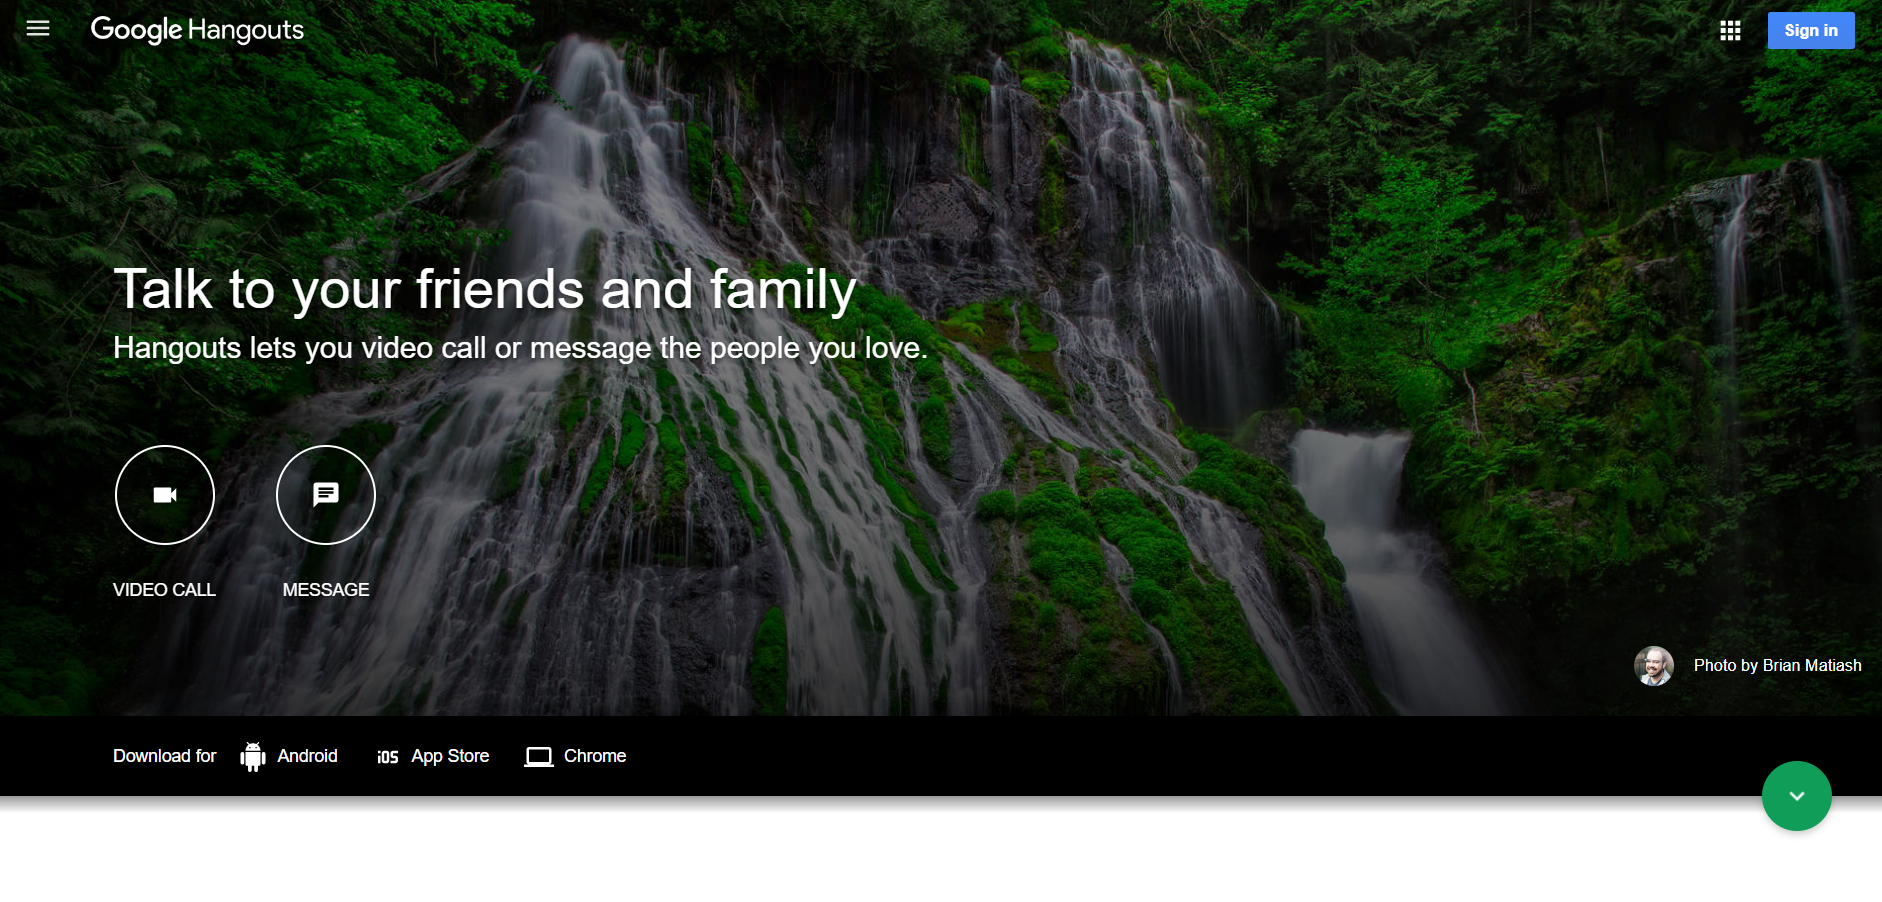 Google Hangouts
Sign in
Talk to your friends and family
Hangouts lets you video call or message the people you love.
VIDEO CALL
MESSAGE
Photo by Brian Matiash
Download for
Android
iOS
App Store
Chrome